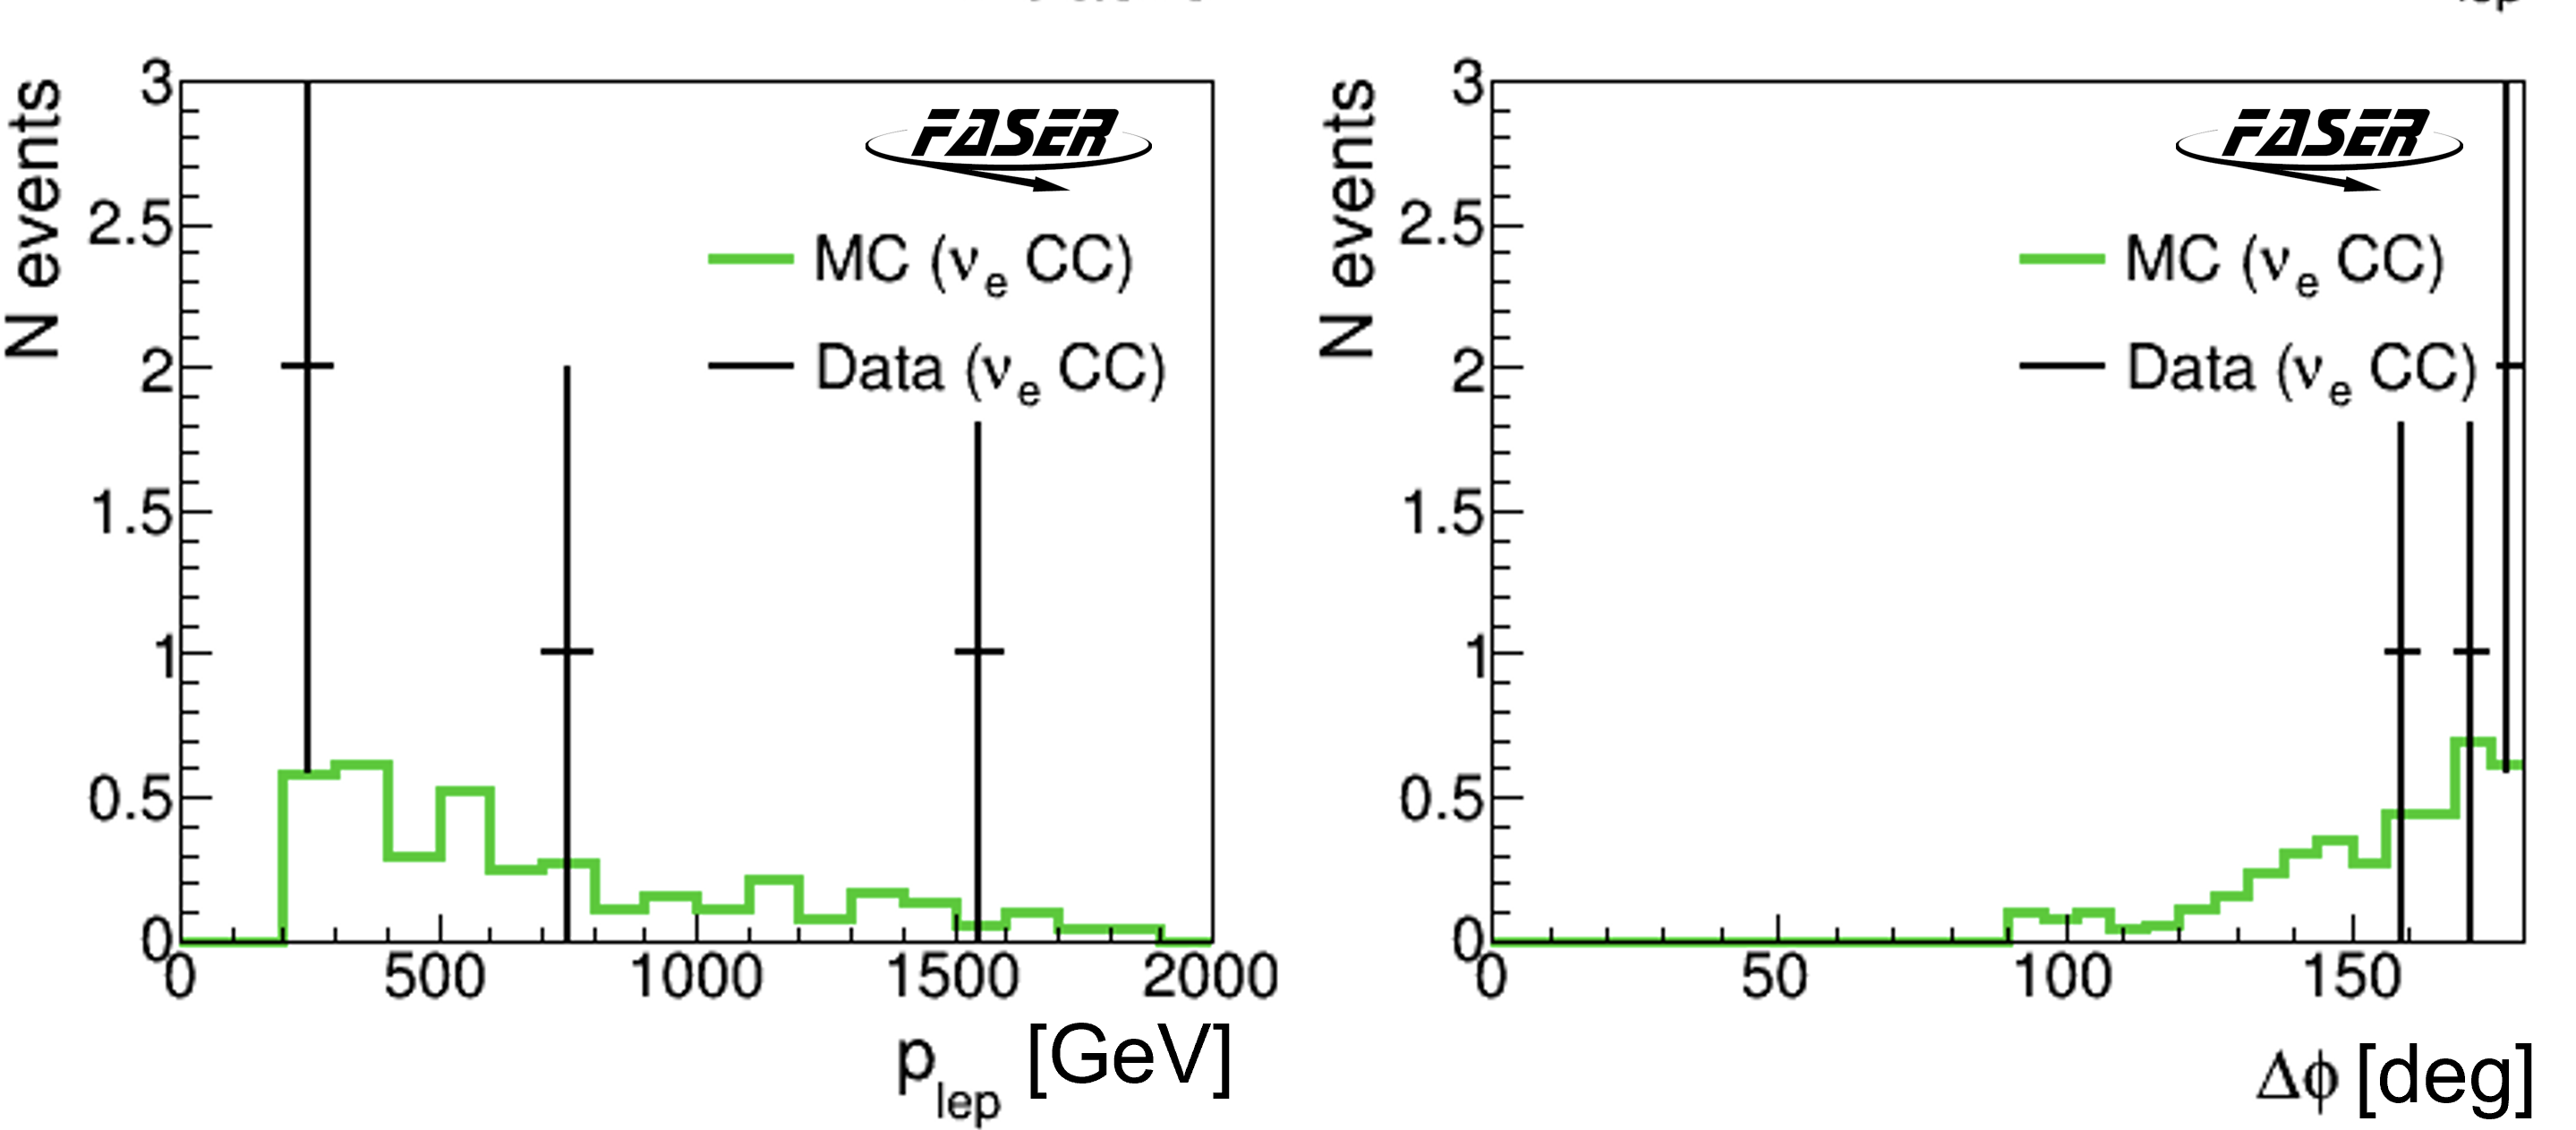 N events
3
2.5
2
1.5
1
0.5
0
FASER
MC (νe CC)
Data (νe CC)
0 500 1000 1500 2000
plep [GeV]
N events
3
2.5
2
1.5
1
0.5
0
FASER
MC (νe CC)
Data (νe CC)
0 50 100 150
Δϕ [deg]